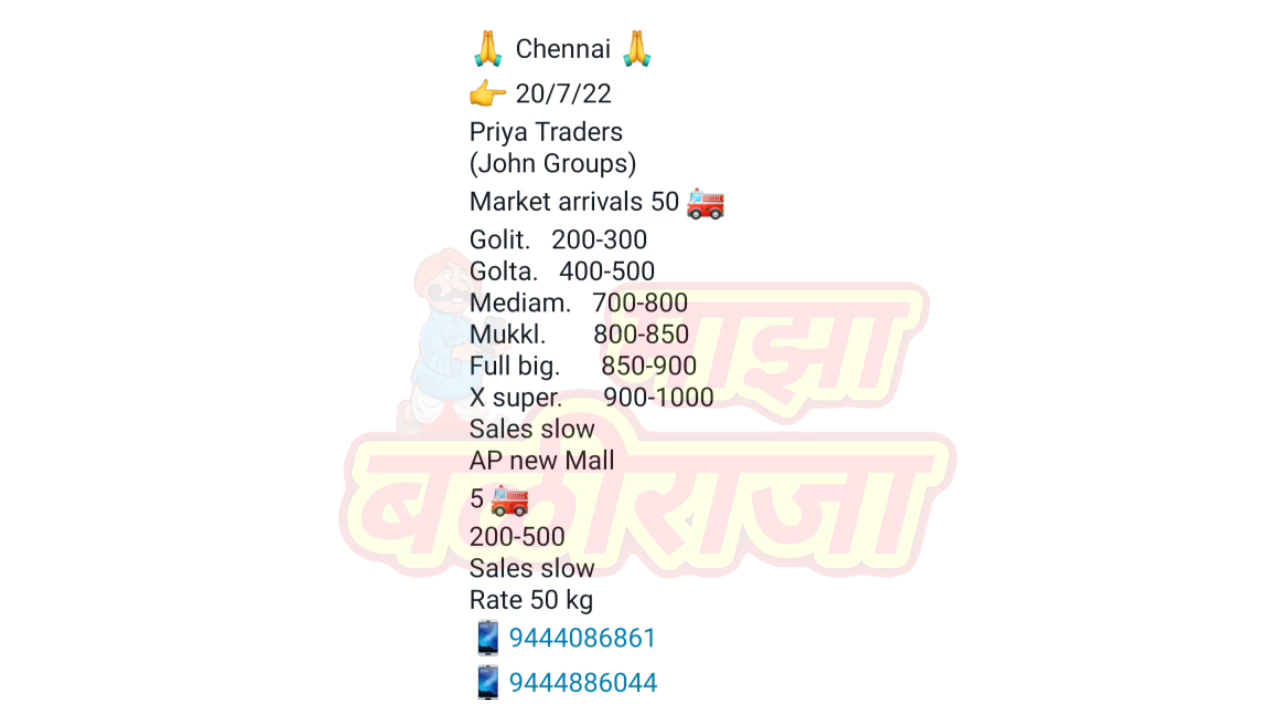 🙏 Chennai 🙏
👉 20/7/22
Priya Traders
(John Groups)
Market arrivals 50 🚒
Golit. 200-300
Golta. 400-500
Mediam. 700-800
Mukkl. 800-850
Full big. 850-900
X super. 900-1000
Sales slow
AP new Mall
5 🚒
200-500
Sales slow
Rate 50 kg
📱 9444086861
📱 9444886044
माझा
बळीराजा